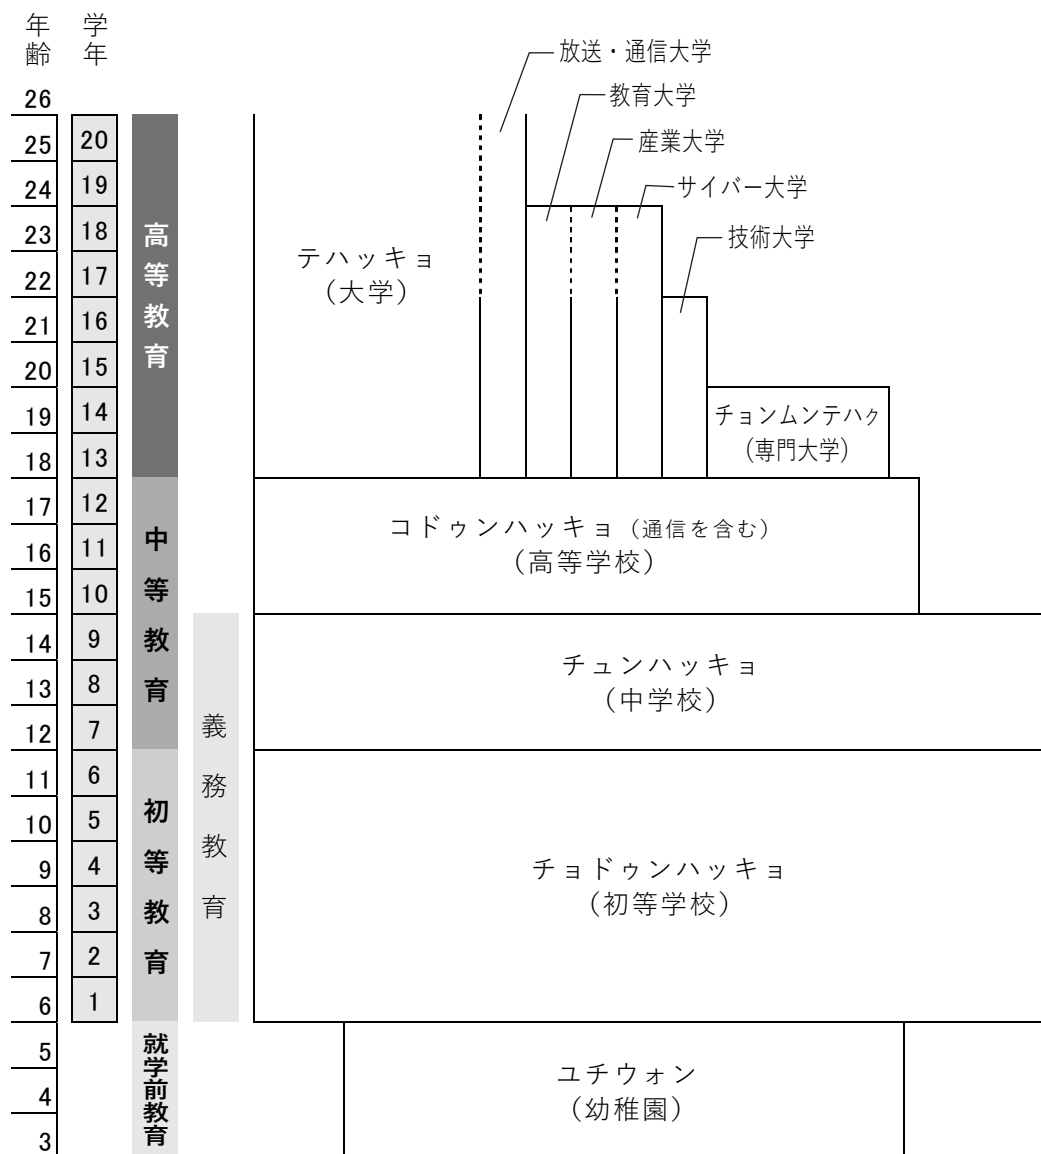 年齢
学年
放送・通信大学
教育大学
産業大学
サイバー大学
技術大学
26
25 20
24 19
23 18
22 17
21 16
20 15
19 14
18 13
17 12
16 11
15 10
14 9
13 8
12 7
11 6
10 5
9 4
8 3
7 2
6 1
5
4
3
高等教育
中等教育
初等教育
就学前教育
義務教育
テハッキョ
（大学）
チョンムンテハク
（専門大学）
コドゥンハッキョ（通信を含む）
（高等学校）
チュンハッキョ
（中学校）
チョドゥンハッキョ
（初等学校）
ユチウォン
（幼稚園）